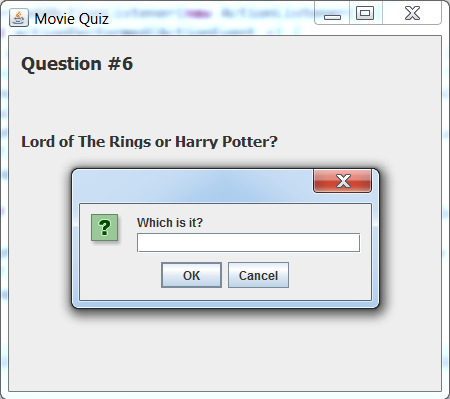 Movie Quiz
Question #6
Lord of The Rings or Harry Potter?
?
Which is it?
OK
Cancel